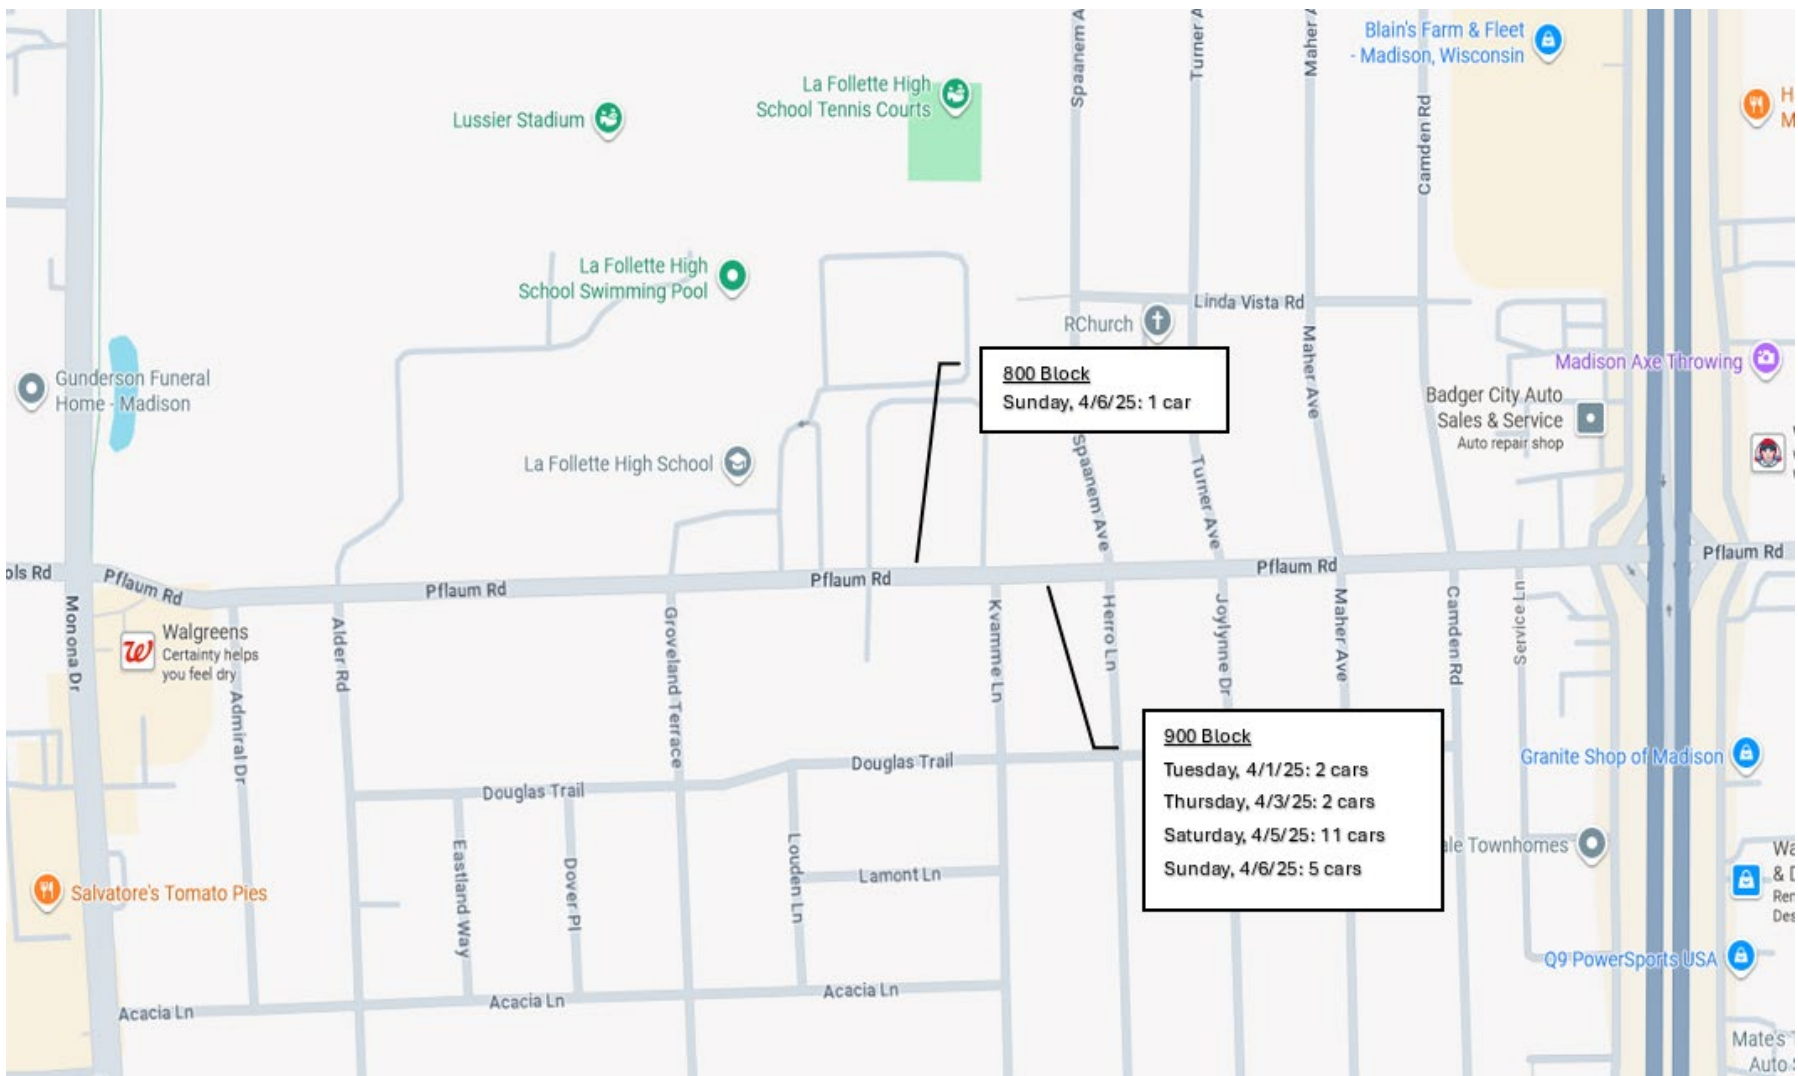 Spaanem A
Turner A
Maher A
Camden Rd
Blain's Farm & Fleet
- Madison, Wisconsin
H
M
La Follette High
School Tennis Courts
Lussier Stadium
La Follette High
School Swimming Pool
Linda Vista Rd
RChurch
Maher Ave
Madison Axe Throwing
Gunderson Funeral
Home - Madison
800 Block
Sunday, 4/6/25: 1 car
Badger City Auto
Sales & Service
Auto repair shop
La Follette High School
Spaanem Ave
Turner Ave
ols Rd
Pflaum Rd
Pflaum Rd
Pflaum Rd
Pflaum Rd
Pflaum Rd
Monona Dr
Walgreens
Certainty helps
you feel dry
Admiral Dr
Alder Rd
Groveland Terrace
Kvamme Ln
Herro Ln
Joylynne Dr
Maher Ave
Camden Rd
Service Ln
900 Block
Tuesday, 4/1/25: 2 cars
Thursday, 4/3/25: 2 cars
Saturday, 4/5/25: 11 cars
Sunday, 4/6/25: 5 cars
Granite Shop of Madison
Douglas Trail
Douglas Trail
Eastland Way
Dover Pl
Louden Ln
Lamont Ln
ale Townhomes
Wa
& D
Ren
Des
Salvatore's Tomato Pies
Q9 PowerSports USA
Acacia Ln
Acacia Ln
Acacia Ln
Mate's T
Auto S